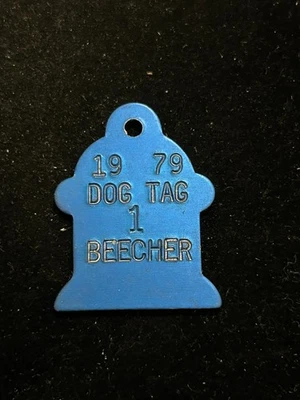 19 79
DOG TAG
1
BEECHER